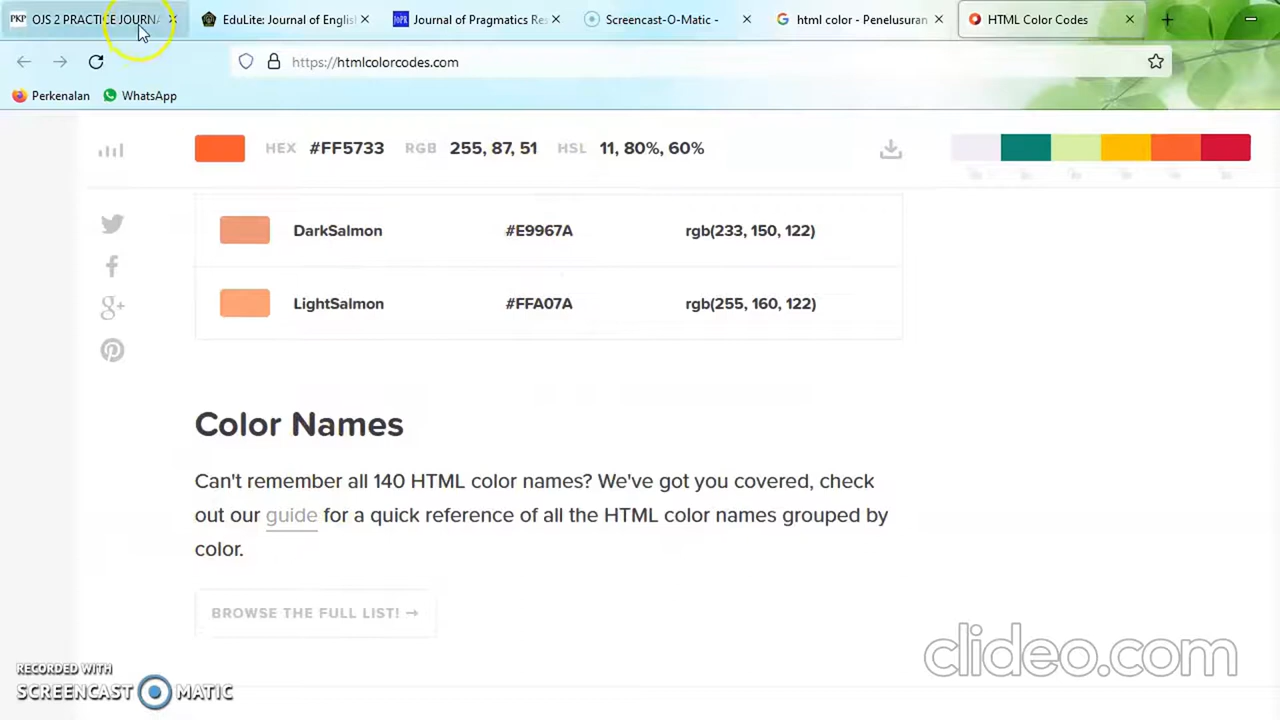 PKP OJS 2 PRACTICE JOURNA
EduLite: Journal of Englis
JoPR Journal of Pragmatics Res
Screencast-O-Matic -
html color - Penelusuran
HTML Color Codes
https://htmlcolorcodes.com
Perkenalan
WhatsApp
HEX #FF5733 RGB 255, 87, 51 HSL 11, 80%, 60%
DarkSalmon #E9967A rgb(233, 150, 122)
LightSalmon #FFA07A rgb(255, 160, 122)
Color Names
Can't remember all 140 HTML color names? We've got you covered, check
out our guide for a quick reference of all the HTML color names grouped by
color.
BROWSE THE FULL LIST! →
clideo.com
RECORDED WITH
SCREENCAST MATIC